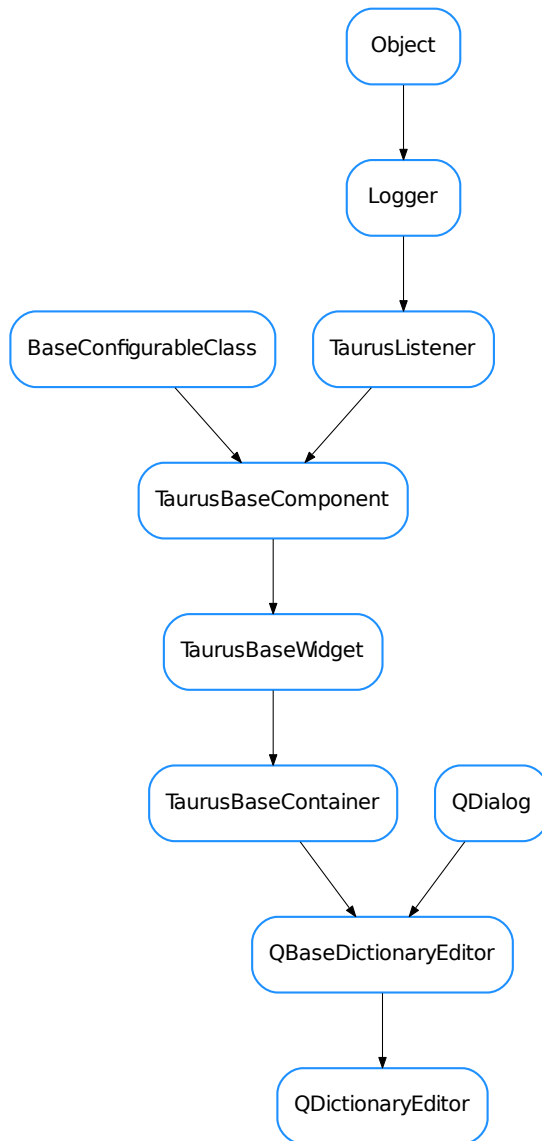 Object
Logger
BaseConfigurableClass
TaurusListener
TaurusBaseComponent
TaurusBaseWidget
TaurusBaseContainer
QDialog
QBaseDictionaryEditor
QDictionaryEditor